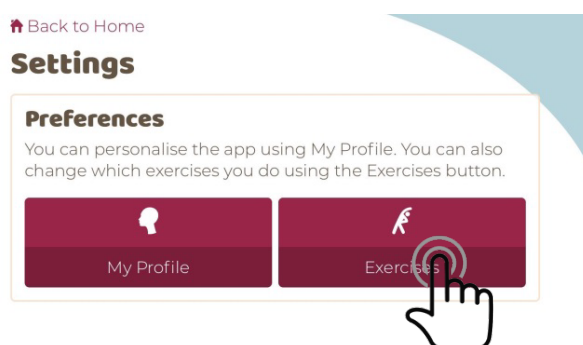 Back to Home
Settings
Preferences
You can personalise the app using My Profile. You can also
change which exercises you do using the Exercises button.
My Profile
Exercises